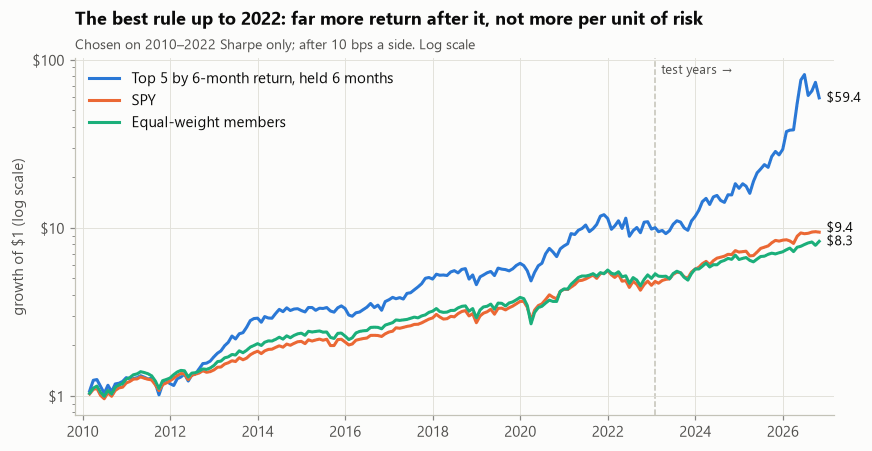 The best rule up to 2022: far more return after it, not more per unit of risk
Chosen on 2010–2022 Sharpe only; after 10 bps a side. Log scale
$100
$10
$1
growth of $1 (log scale)
Top 5 by 6-month return, held 6 months
SPY
Equal-weight members
test years →
$59.4
$9.4
$8.3
2010
2012
2014
2016
2018
2020
2022
2024
2026